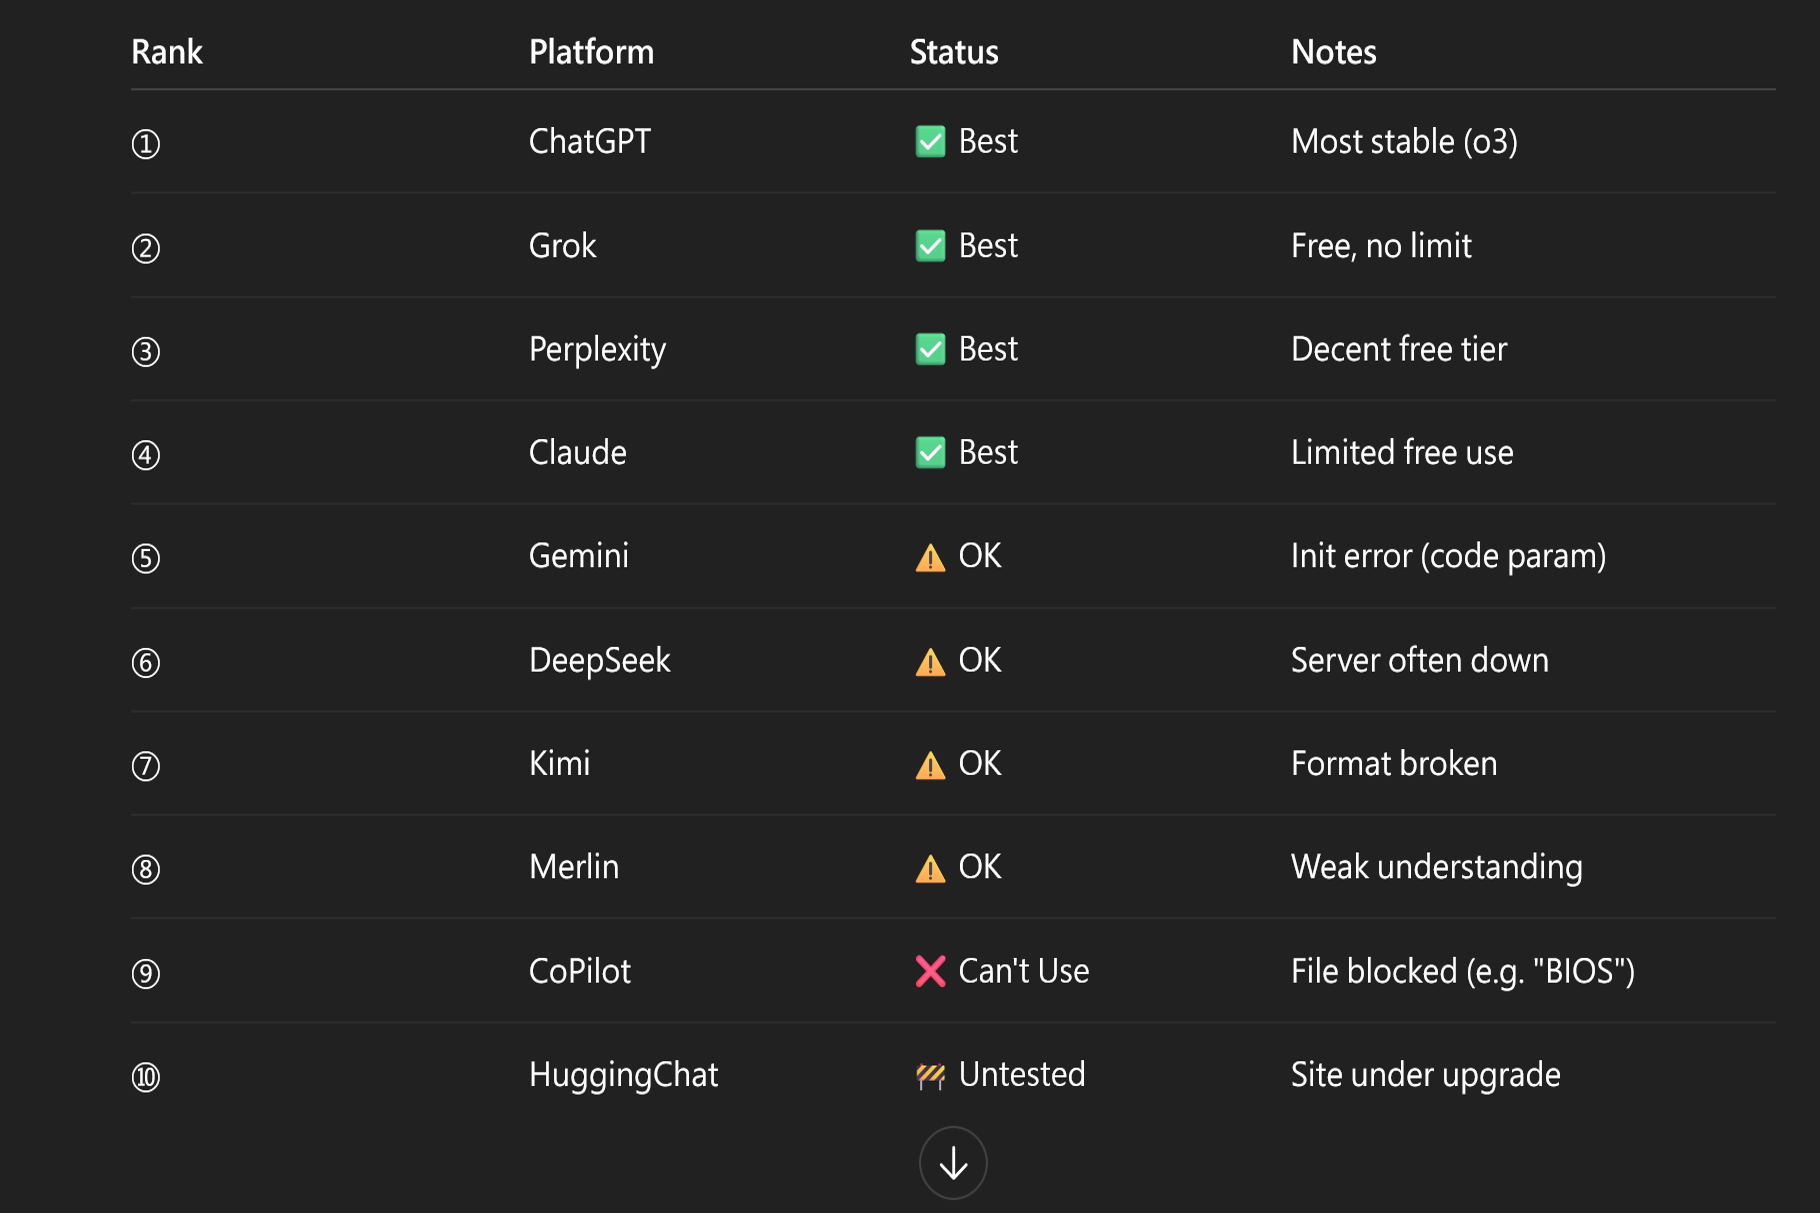 Rank Platform Status Notes
① ChatGPT ✅ Best Most stable (o3)
② Grok ✅ Best Free, no limit
③ Perplexity ✅ Best Decent free tier
④ Claude ✅ Best Limited free use
⑤ Gemini ⚠️ OK Init error (code param)
⑥ DeepSeek ⚠️ OK Server often down
⑦ Kimi ⚠️ OK Format broken
⑧ Merlin ⚠️ OK Weak understanding
⑨ CoPilot ❌ Can't Use File blocked (e.g. "BIOS")
⑩ HuggingChat 🚧 Untested Site under upgrade